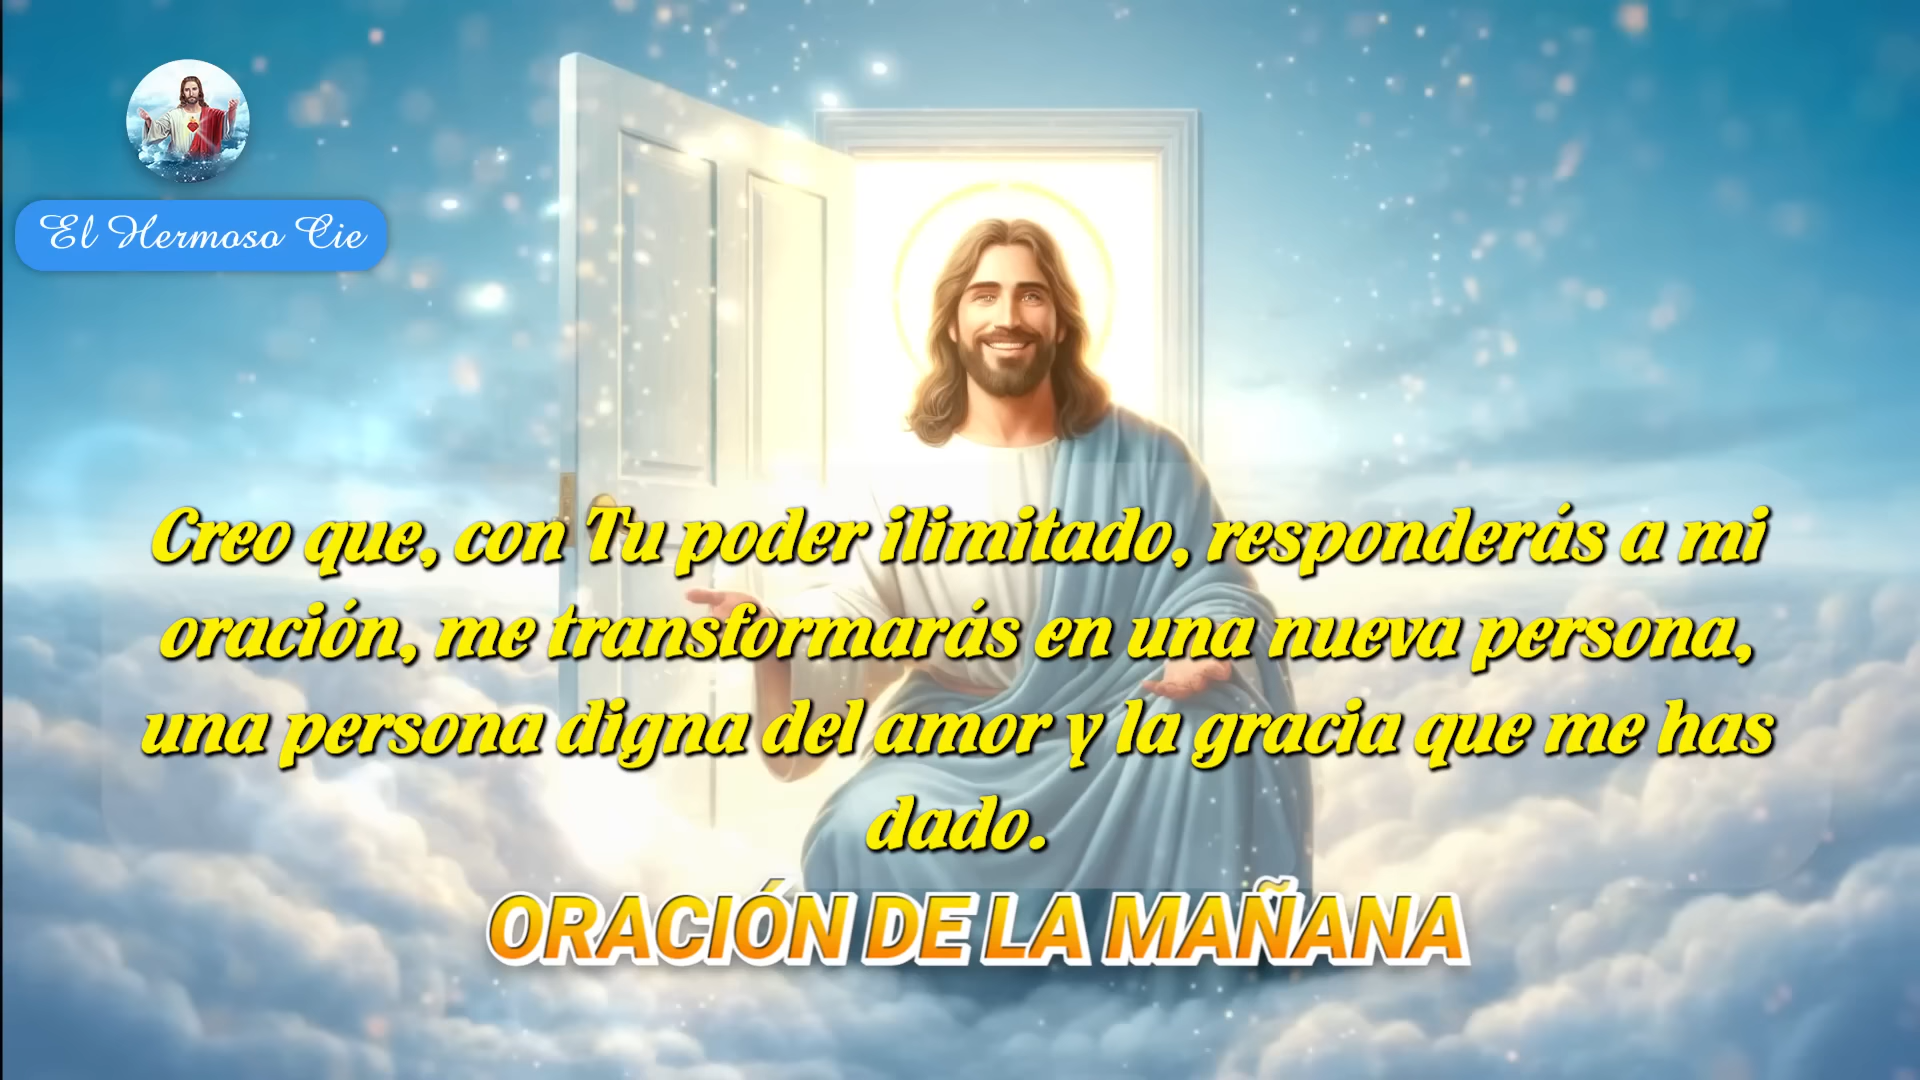 El Hermoso Cie
Creo que, con Tu poder ilimitado, responderás a mi
oración, me transformarás en una nueva persona,
una persona digna del amor y la gracia que me has
dado.
ORACIÓN DE LA MAÑANA